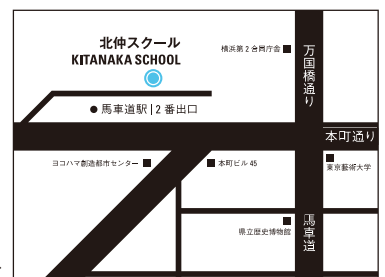 北仲スクール
KITANAKA SCHOOL
横浜第2合同庁舎
万国橋通り
馬車道駅|2番出口
本町通り
ヨコハマ創造都市センター
本町ビル45
東京藝術大学
県立歴史博物館
馬車道